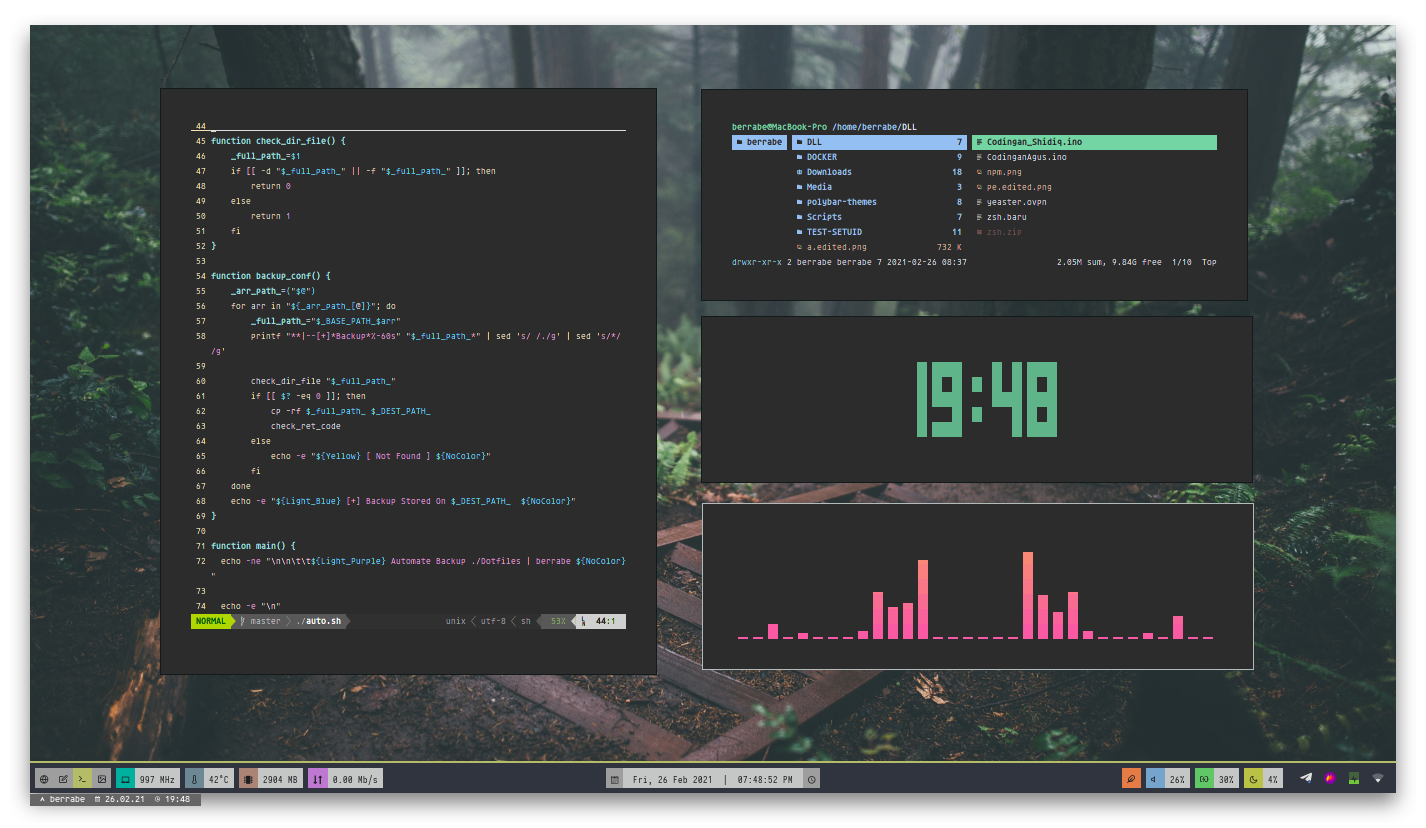 44
45 function check_dir_file() {
46     _full_path_=$1
47     if [[ -d "$_full_path_" || -f "$_full_path_" ]]; then
48         return 0
49     else
50         return 1
51     fi
52 }
53
54 function backup_conf() {
55     _arr_path_=("$@")
56     for arr in "${_arr_path_[@]}"; do
57         _full_path_="$_BASE_PATH_$arr"
58         printf "**|--[+]*Backup*%-60s" "$_full_path_*" | sed 's/ /./g' | sed 's/*/
/g'
59
60         check_dir_file "$_full_path_"
61         if [[ $? -eq 0 ]]; then
62             cp -rf $_full_path_ $_DEST_PATH_
63             check_ret_code
64         else
65             echo -e "${Yellow} [ Not Found ] ${NoColor}"
66         fi
67     done
68     echo -e "${Light_Blue} [+] Backup Stored On $_DEST_PATH_  ${NoColor}"
69 }
70
71 function main() {
72   echo -ne "\n\n\t\t${Light_Purple} Automate Backup ./Dotfiles | berrabe ${NoColor}
"
73
74   echo -e "\n"
NORMAL master ./auto.sh unix utf-8 sh 53% 44:1
berrabe@MacBook-Pro /home/berrabe/DLL
berrabe DLL 7 Codingan_Shidiq.ino
DOCKER 9 CodinganAgus.ino
Downloads 18 npm.png
Media 3 pe.edited.png
polybar-themes 8 yeaster.ovpn
Scripts 7 zsh.baru
TEST-SETUID 11 zsh.zip
a.edited.png 732 K
drwxr-xr-x 2 berrabe berrabe 7 2021-02-26 08:37 2.05M sum, 9.84G free 1/10 Top
19:48
997 MHz 42°C 2904 MB 0.00 Mb/s Fri, 26 Feb 2021 | 07:48:52 PM 26% 30% 4%
berrabe 26.02.21 19:48